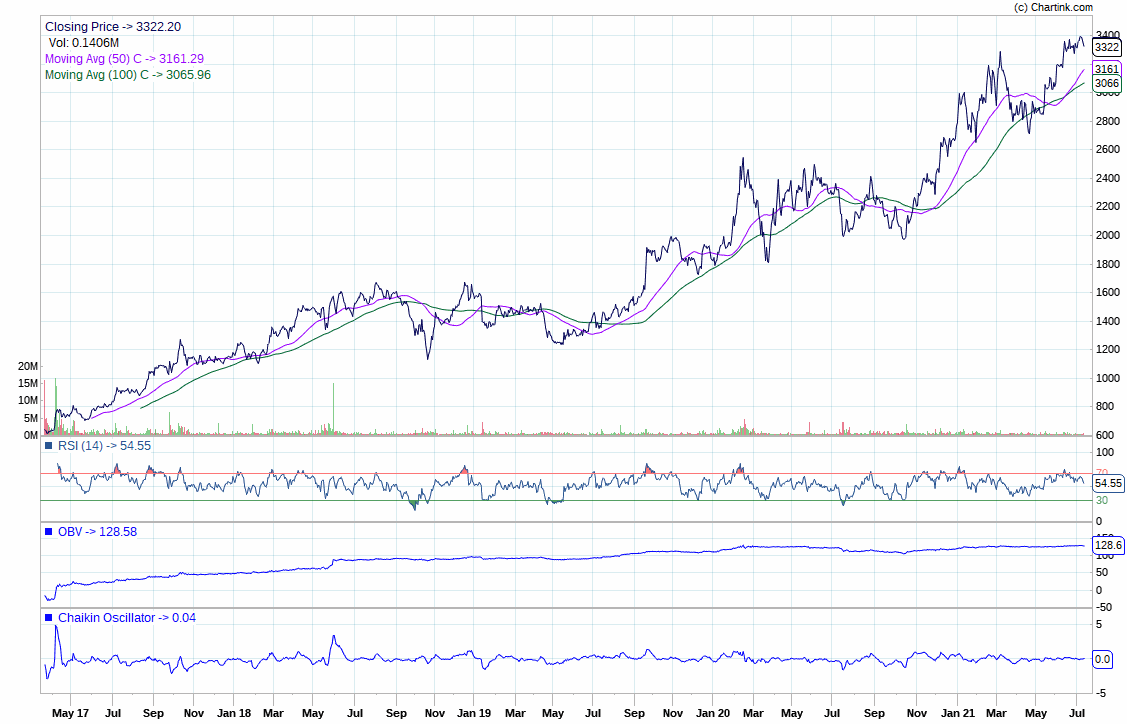 (c) Chartink.com
Closing Price -> 3322.20
Vol: 0.1406M
Moving Avg (50) C -> 3161.29
Moving Avg (100) C -> 3065.96
3400
3322
3161
3066
3000
2800
2600
2400
2200
2000
1800
1600
1400
1200
1000
800
600
20M
15M
10M
5M
0M
RSI (14) -> 54.55
100
70
54.55
30
0
OBV -> 128.58
150
128.6
100
50
0
-50
Chaikin Oscillator -> 0.04
5
0.0
-5
May 17 Jul Sep Nov Jan 18 Mar May Jul Sep Nov Jan 19 Mar May Jul Sep Nov Jan 20 Mar May Jul Sep Nov Jan 21 Mar May Jul